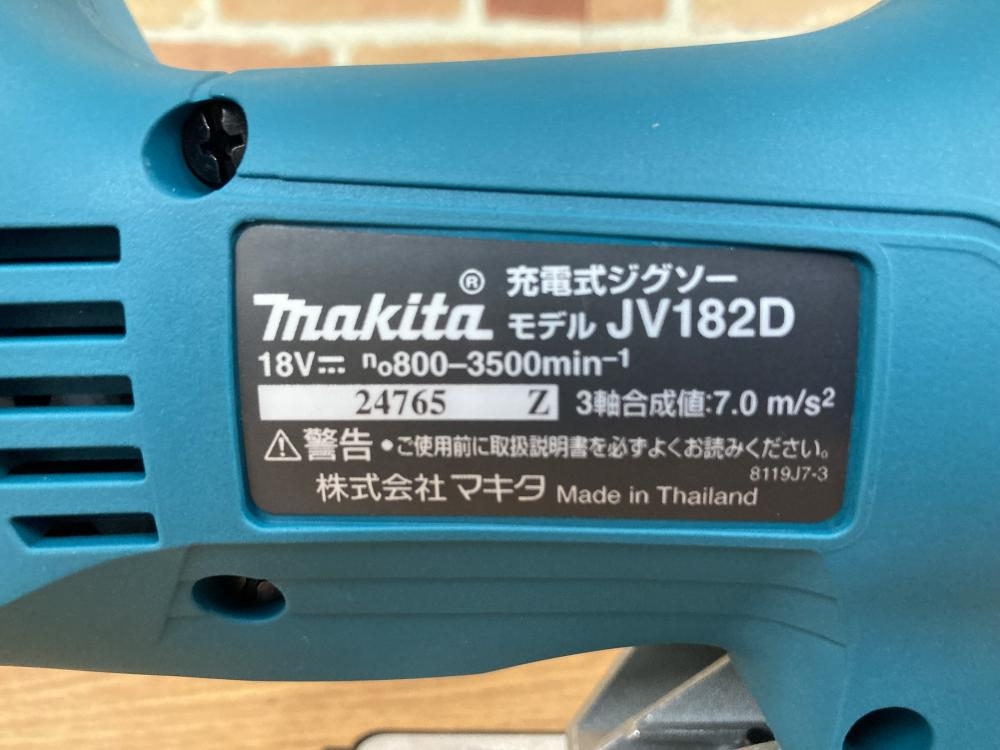 makita® 充電式ジグソー
モデル JV182D
18V⎓ n₀800–3500min⁻¹
24765 Z 3軸合成値:7.0 m/s²
⚠警告 •ご使用前に取扱説明書を必ずよくお読みください。
8119J7-3
株式会社 マキタ Made in Thailand